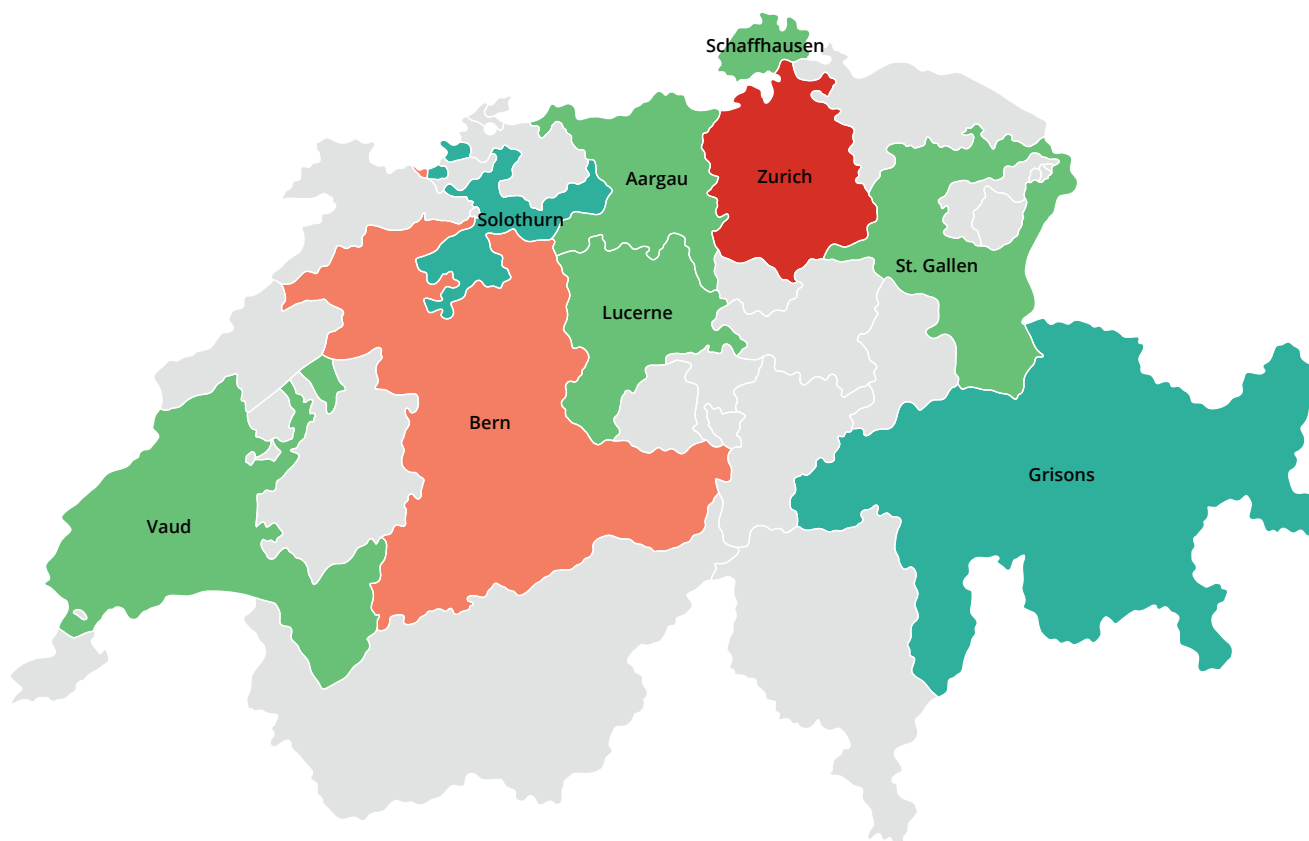 Schaffhausen
Zurich
Aargau
Solothurn
St. Gallen
Lucerne
Bern
Grisons
Vaud